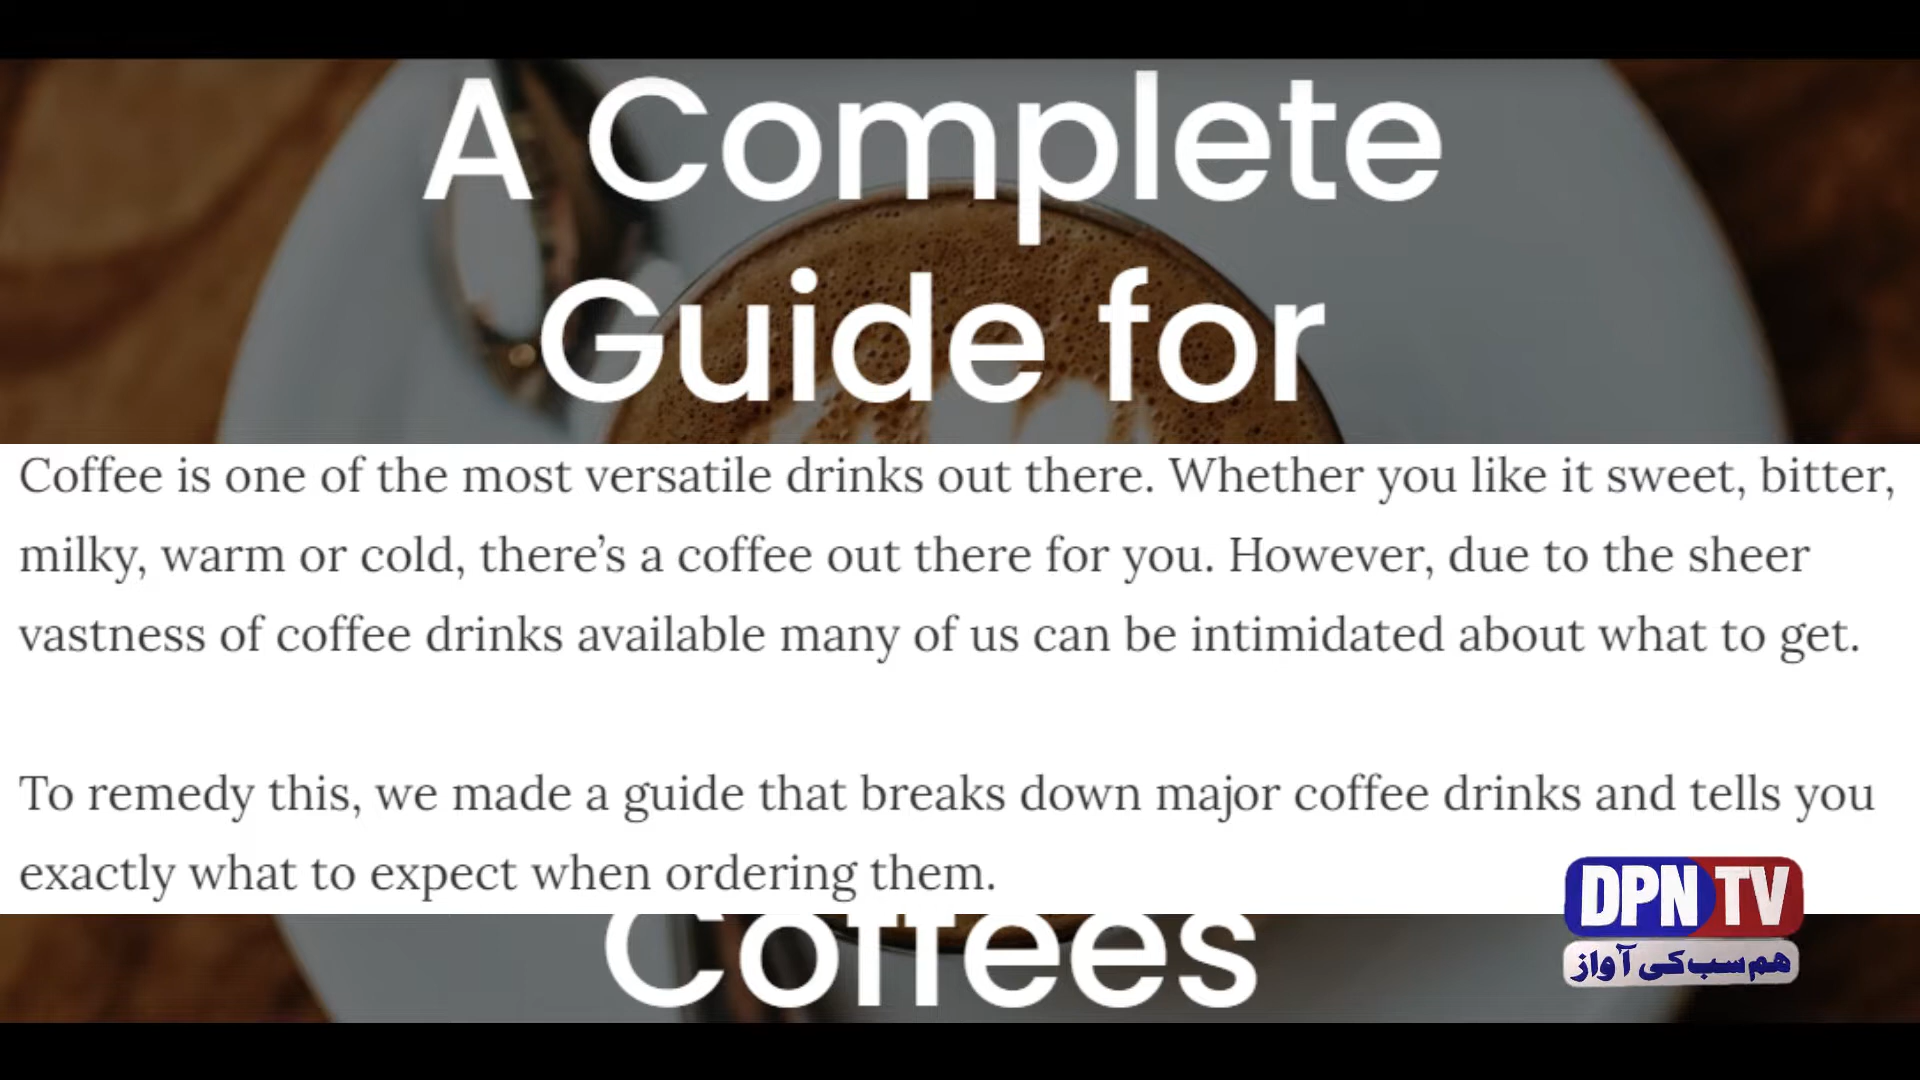 A Complete
Guide for
Coffee is one of the most versatile drinks out there. Whether you like it sweet, bitter,
milky, warm or cold, there’s a coffee out there for you. However, due to the sheer
vastness of coffee drinks available many of us can be intimidated about what to get.
To remedy this, we made a guide that breaks down major coffee drinks and tells you
exactly what to expect when ordering them.
Coffees
DPN TV
ھم سب کی آواز